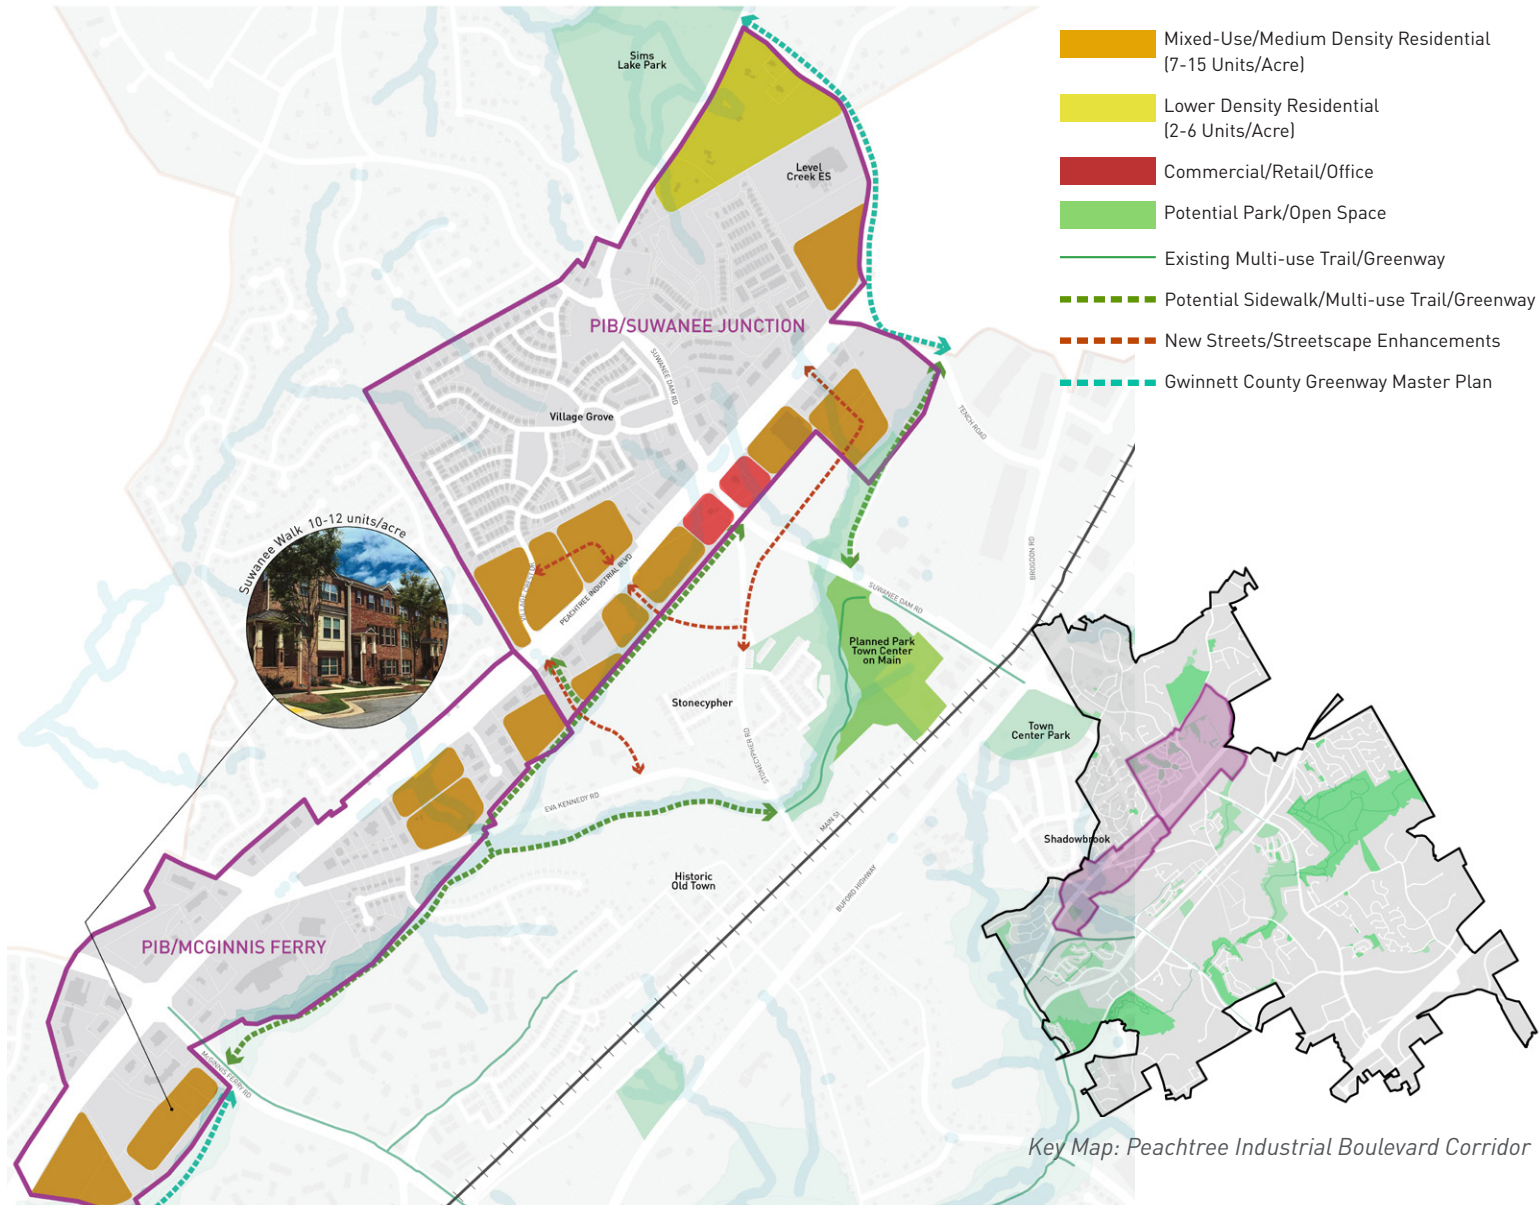 Mixed-Use/Medium Density Residential
(7-15 Units/Acre)
Lower Density Residential
(2-6 Units/Acre)
Commercial/Retail/Office
Potential Park/Open Space
Existing Multi-use Trail/Greenway
Potential Sidewalk/Multi-use Trail/Greenway
New Streets/Streetscape Enhancements
Gwinnett County Greenway Master Plan
Sims
Lake Park
Level
Creek ES
PIB/SUWANEE JUNCTION
SUWANEE DAM RD
Village Grove
TENCH ROAD
Suwanee Walk 10-12 units/acre
PEACHTREE INDUSTRIAL BLVD
BROGDON RD
SUWANEE DAM RD
Planned Park
Town Center
on Main
Stonecypher
Town
Center Park
STONECYPHER RD
EVA KENNEDY RD
MAIN ST
Shadowbrook
BUFORD HIGHWAY
Historic
Old Town
PIB/MCGINNIS FERRY
McGINNIS FERRY RD
Key Map: Peachtree Industrial Boulevard Corridor